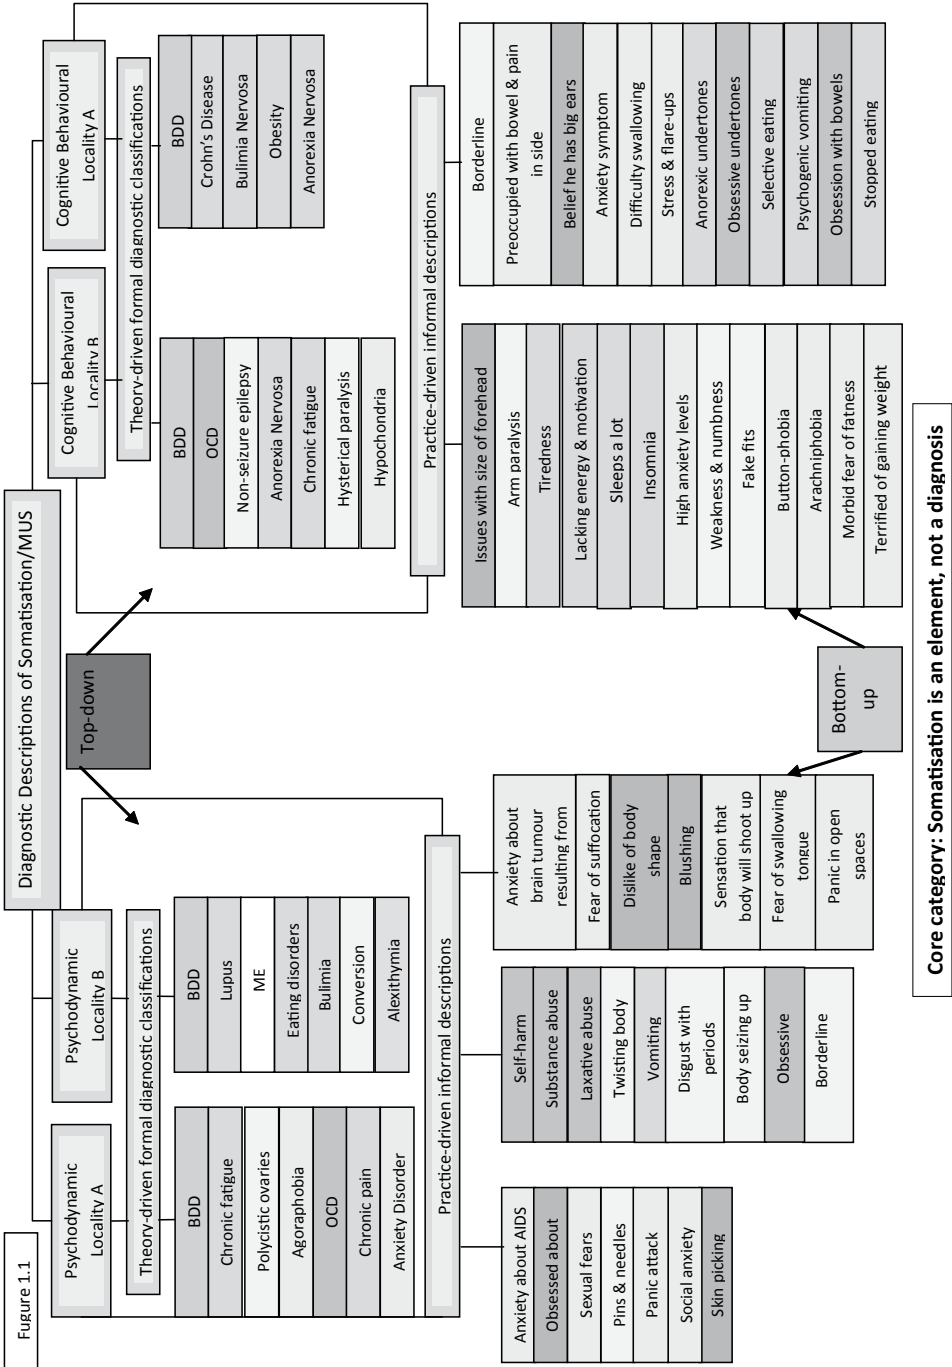 Fugure 1.1
Diagnostic Descriptions of Somatisation/MUS
Top-down
Psychodynamic
Locality A
Psychodynamic
Locality B
Theory-driven formal diagnostic classifications
BDD
Chronic fatigue
Polycistic ovaries
Agoraphobia
OCD
Chronic pain
Anxiety Disorder
BDD
Lupus
ME
Eating disorders
Bulimia
Conversion
Alexithymia
Practice-driven informal descriptions
Anxiety about AIDS
Obsessed about
Sexual fears
Pins & needles
Panic attack
Social anxiety
Skin picking
Self-harm
Substance abuse
Laxative abuse
Twisting body
Vomiting
Disgust with
periods
Body seizing up
Obsessive
Borderline
Anxiety about
brain tumour
resulting from
Fear of suffocation
Dislike of body
shape
Blushing
Sensation that
body will shoot up
Fear of swallowing
tongue
Panic in open
spaces
Cognitive Behavioural
Locality B
Cognitive Behavioural
Locality A
Theory-driven formal diagnostic classifications
BDD
OCD
Non-seizure epilepsy
Anorexia Nervosa
Chronic fatigue
Hysterical paralysis
Hypochondria
BDD
Crohn's Disease
Bulimia Nervosa
Obesity
Anorexia Nervosa
Practice-driven informal descriptions
Issues with size of forehead
Arm paralysis
Tiredness
Lacking energy & motivation
Sleeps a lot
Insomnia
High anxiety levels
Weakness & numbness
Fake fits
Button-phobia
Arachniphobia
Morbid fear of fatness
Terrified of gaining weight
Borderline
Preoccupied with bowel & pain
in side
Belief he has big ears
Anxiety symptom
Difficulty swallowing
Stress & flare-ups
Anorexic undertones
Obsessive undertones
Selective eating
Psychogenic vomiting
Obsession with bowels
Stopped eating
Bottom-
up
Core category: Somatisation is an element, not a diagnosis